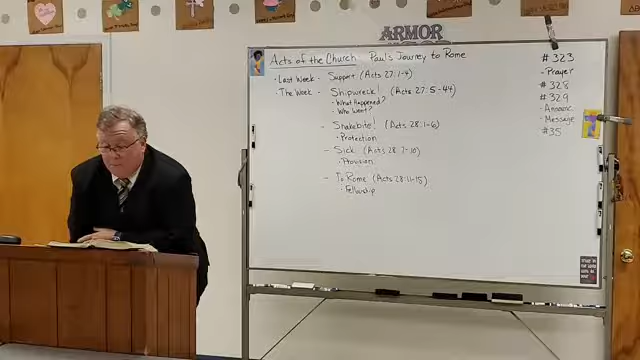 ARMOR
Acts of the Church Paul's Journey to Rome
· Last Week - Support (Acts 27:1-4)
· The Week - Shipwreck! (Acts 27:5-44)
· What Happened?
· Who Went?
- Snakebite! (Acts 28:1-6)
· Protection
- Sick (Acts 28:7-10)
· Provision
- To Rome (Acts 28:11-15)
· Fellowship
#323
- Prayer
#328
#329
- Announc.
- Message
#35